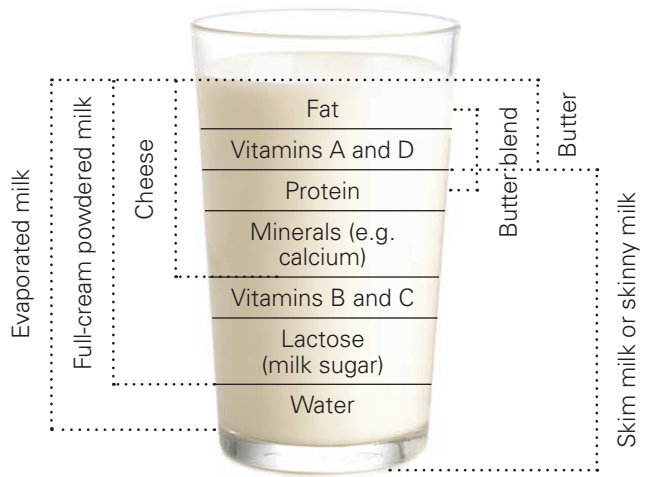 Fat
Vitamins A and D
Protein
Minerals (e.g.
calcium)
Vitamins B and C
Lactose
(milk sugar)
Water
Evaporated milk
Full-cream powdered milk
Cheese
Butter blend
Butter
Skim milk or skinny milk